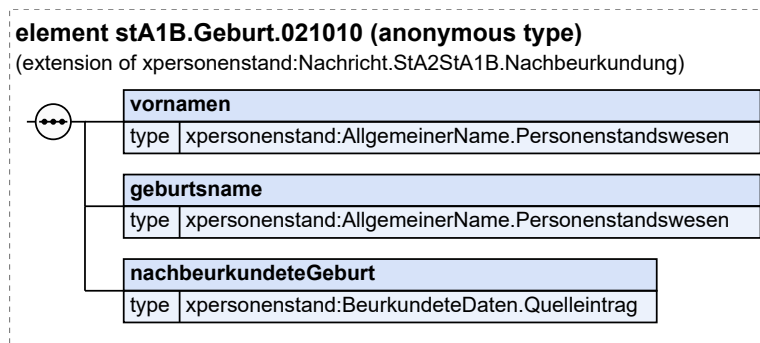 element stA1B.Geburt.021010 (anonymous type)
(extension of xpersonenstand:Nachricht.StA2StA1B.Nachbeurkundung)
vornamen
type xpersonenstand:AllgemeinerName.Personenstandswesen
geburtsname
type xpersonenstand:AllgemeinerName.Personenstandswesen
nachbeurkundeteGeburt
type xpersonenstand:BeurkundeteDaten.Quelleintrag